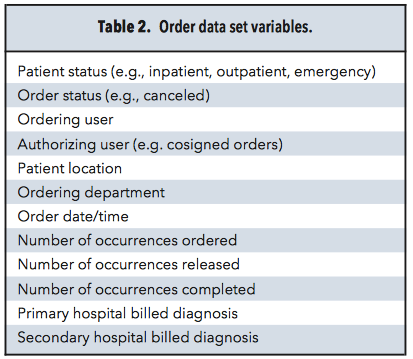 Table 2. Order data set variables.
Patient status (e.g., inpatient, outpatient, emergency)
Order status (e.g., canceled)
Ordering user
Authorizing user (e.g. cosigned orders)
Patient location
Ordering department
Order date/time
Number of occurrences ordered
Number of occurrences released
Number of occurrences completed
Primary hospital billed diagnosis
Secondary hospital billed diagnosis